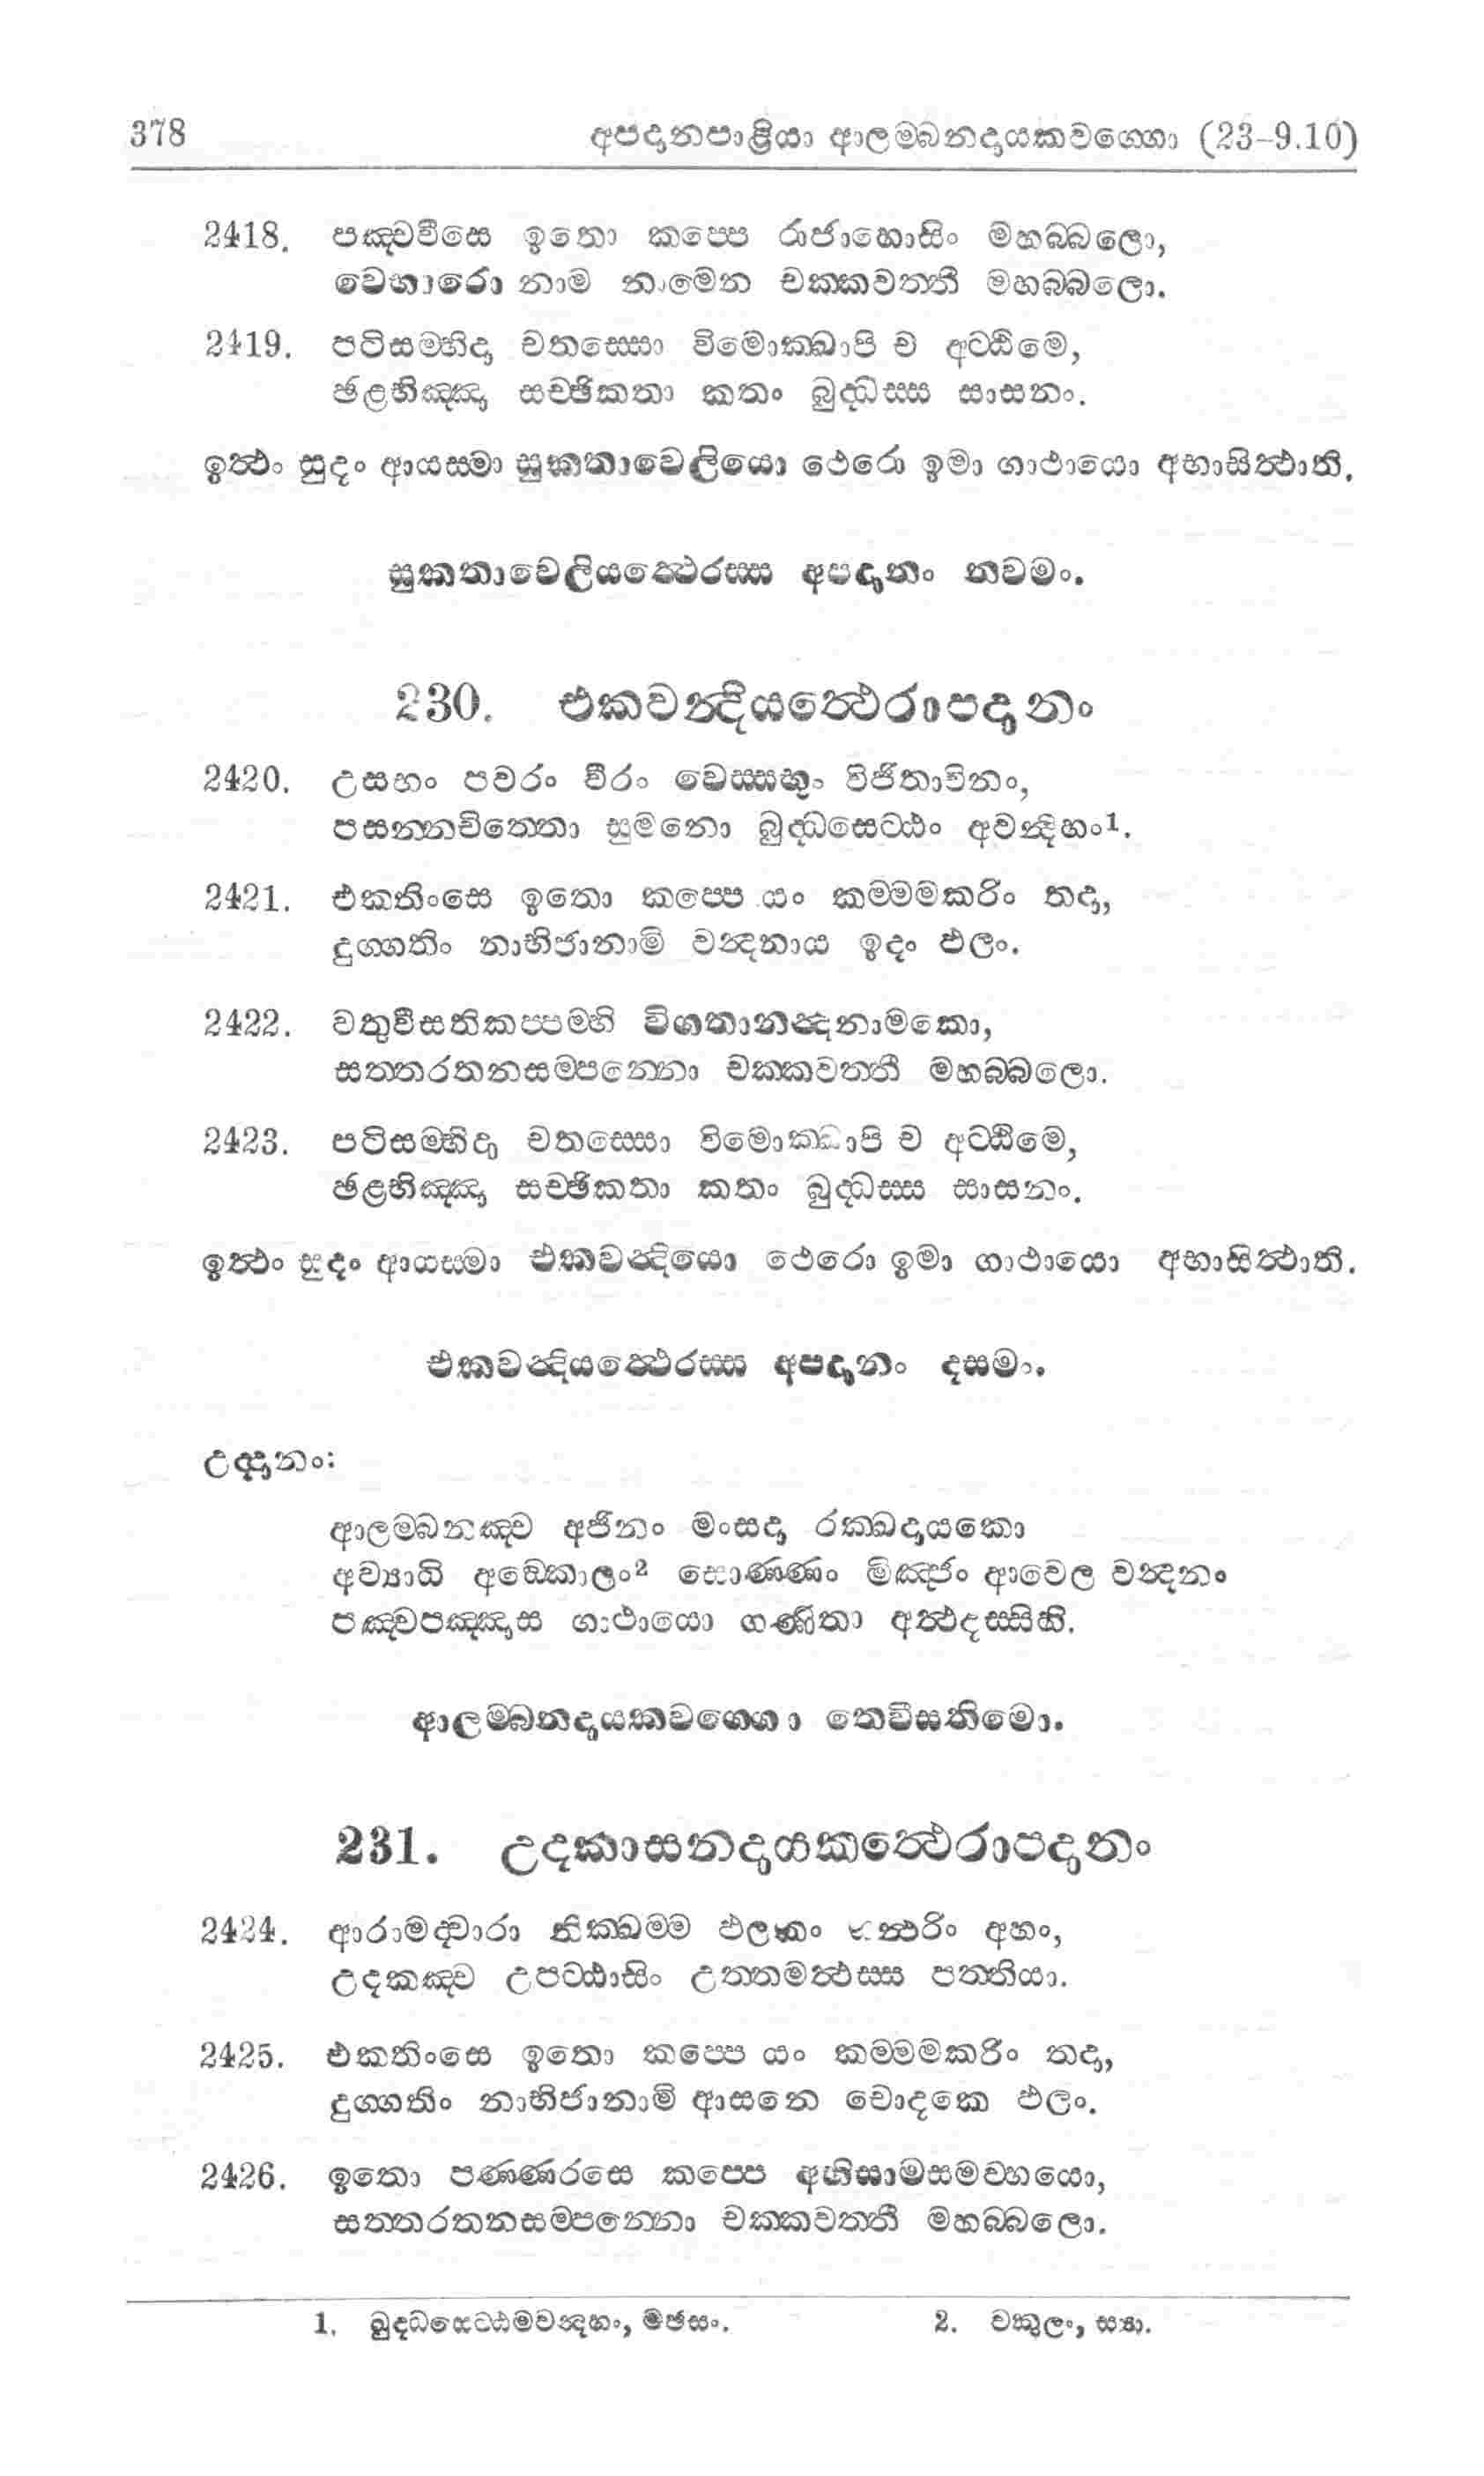 378 අපදානපාළියා ආලම්බනදායකවග්ගො (23-9.10)
2418. පඤ්චවීසෙ ඉතො කප්පෙ රාජාහොසිං මහබ්බලො,
වෙභාරො නාම නාමෙන චක්කවත්තී මහබ්බලො.
2419. පටිසම්භිදා චතස්සො විමොක්ඛාපි ච අට්ඨිමෙ,
ඡළභිඤ්ඤා සච්ඡිකතා කතං බුද්ධස්ස සාසනං.
ඉත්ථං සුදං ආයස්මා සුකතාවෙලියො ථෙරො ඉමා ගාථායො අභාසිත්ථාති.
සුකතාවෙලියත්ථෙරස්ස අපදානං නවමං.
230. එකවන්දියත්ථෙරාපදානං
2420. උසභං පවරං වීරං වෙස්සභුං විජිතාවිනං,
පසන්නචිත්තො සුමනො බුද්ධසෙට්ඨං අවන්දිහං1.
2421. එකතිංසෙ ඉතො කප්පෙ යං කම්මමකරිං තදා,
දුග්ගතිං නාභිජානාමි වන්දනාය ඉදං ඵලං.
2422. චතුවීසතිකප්පම්හි විගතානන්දනාමකො,
සත්තරතනසම්පන්නො චක්කවත්තී මහබ්බලො.
2423. පටිසම්භිදා චතස්සො විමොක්ඛාපි ච අට්ඨිමෙ,
ඡළභිඤ්ඤා සච්ඡිකතා කතං බුද්ධස්ස සාසනං.
ඉත්ථං සුදං ආයස්මා එකවන්දියො ථෙරො ඉමා ගාථායො අභාසිත්ථාති.
එකවන්දියත්ථෙරස්ස අපදානං දසමං.
උද්දානං:
ආලම්බනඤ්ච අජිනං මංසදා රක්ඛදායකො
අව්‍යාධි අඞ්කොලං2 සොණ්ණං මිඤ්ජං ආවෙල වන්දනං
පඤ්චපඤ්ඤාස ගාථායො ගණිතා අත්ථදස්සිභි.
ආලම්බනදායකවග්ගො තෙවීසතිමො.
231. උදකාසනදායකත්ථෙරාපදානං
2424. ආරාමද්වාරා නික්ඛම්ම ඵලකං සන්ථරිං අහං,
උදකඤ්ච උපට්ඨාසිං උත්තමත්ථස්ස පත්තියා.
2425. එකතිංසෙ ඉතො කප්පෙ යං කම්මමකරිං තදා,
දුග්ගතිං නාභිජානාමි ආසනෙ චොදකෙ ඵලං.
2426. ඉතො පණ්ණරසෙ කප්පෙ අභිසාමසමව්හයො,
සත්තරතනසම්පන්නො චක්කවත්තී මහබ්බලො.
1. බුද්ධසෙට්ඨමවන්දහං, මඡසං. 2. චකුලං, ස්‍යා.